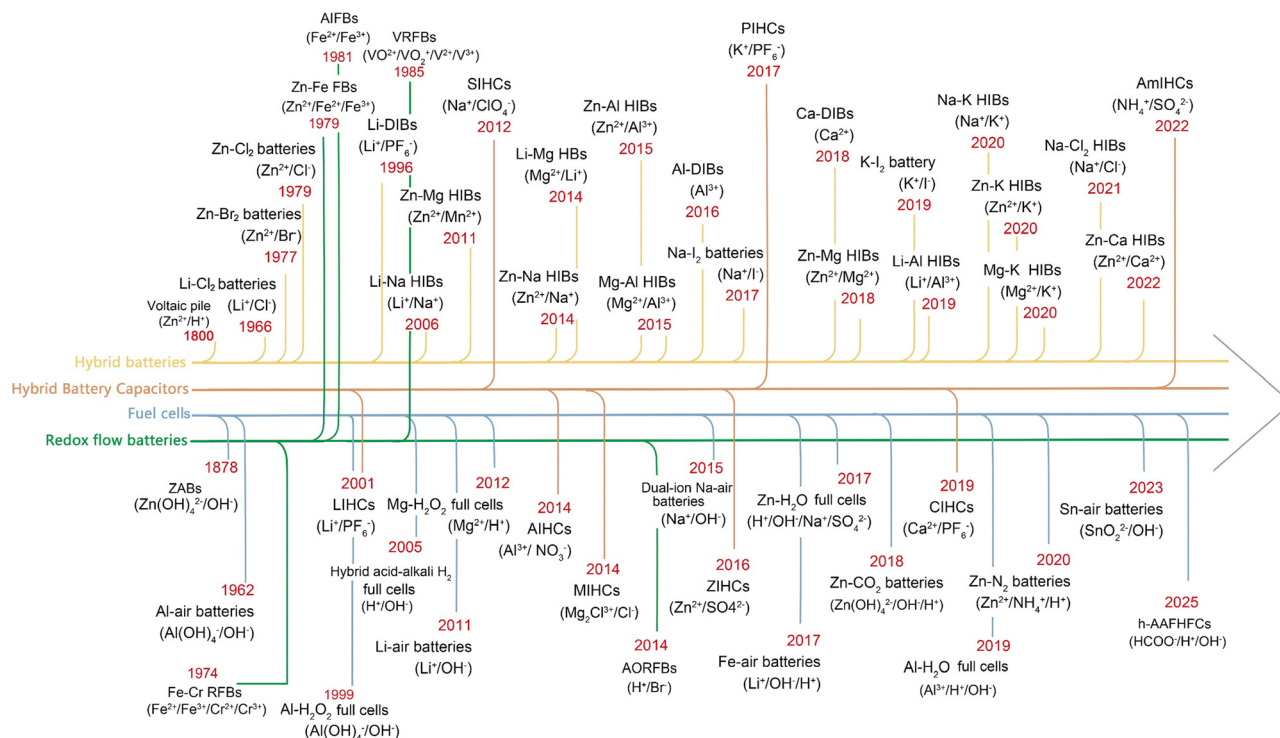 AIFBs
(Fe²⁺/Fe³⁺)
1981
VRFBs
(VO²⁺/VO₂⁺/V²⁺/V³⁺)
1985
PIHCs
(K⁺/PF₆⁻)
2017
Zn-Fe FBs
(Zn²⁺/Fe²⁺/Fe³⁺)
1979
SIHCs
(Na⁺/ClO₄⁻)
2012
AmIHCs
(NH₄⁺/SO₄²⁻)
2022
Li-DIBs
(Li⁺/PF₆⁻)
1996
Zn-Al HIBs
(Zn²⁺/Al³⁺)
2015
Ca-DIBs
(Ca²⁺)
2018
Na-K HIBs
(Na⁺/K⁺)
2020
Zn-Cl₂ batteries
(Zn²⁺/Cl⁻)
1979
Li-Mg HBs
(Mg²⁺/Li⁺)
2014
Al-DIBs
(Al³⁺)
2016
K-I₂ battery
(K⁺/I⁻)
2019
Na-Cl₂ HIBs
(Na⁺/Cl⁻)
2021
Zn-Br₂ batteries
(Zn²⁺/Br⁻)
1977
Zn-Mg HIBs
(Zn²⁺/Mn²⁺)
2011
Zn-K HIBs
(Zn²⁺/K⁺)
2020
Li-Cl₂ batteries
(Li⁺/Cl⁻)
1966
Voltaic pile
(Zn²⁺/H⁺)
1800
Li-Na HIBs
(Li⁺/Na⁺)
2006
Zn-Na HIBs
(Zn²⁺/Na⁺)
2014
Mg-Al HIBs
(Mg²⁺/Al³⁺)
2015
Na-I₂ batteries
(Na⁺/I⁻)
2017
Zn-Mg HIBs
(Zn²⁺/Mg²⁺)
2018
Li-Al HIBs
(Li⁺/Al³⁺)
2019
Mg-K HIBs
(Mg²⁺/K⁺)
2020
Zn-Ca HIBs
(Zn²⁺/Ca²⁺)
2022
Hybrid batteries
Hybrid Battery Capacitors
Fuel cells
Redox flow batteries
1878
ZABs
(Zn(OH)₄²⁻/OH⁻)
2001
LIHCs
(Li⁺/PF₆⁻)
2012
Mg-H₂O₂ full cells
(Mg²⁺/H⁺)
2005
Hybrid acid-alkali H₂
full cells
(H⁺/OH⁻)
2014
AIHCs
(Al³⁺/ NO₃⁻)
2015
Dual-ion Na-air
batteries
(Na⁺/OH⁻)
2017
Zn-H₂O full cells
(H⁺/OH⁻/Na⁺/SO₄²⁻)
2019
CIHCs
(Ca²⁺/PF₆⁻)
2023
Sn-air batteries
(SnO₂²⁻/OH⁻)
1962
Al-air batteries
(Al(OH)₄⁻/OH⁻)
2014
MIHCs
(Mg₂Cl³⁺/Cl⁻)
2016
ZIHCs
(Zn²⁺/SO4²⁻)
2018
Zn-CO₂ batteries
(Zn(OH)₄²⁻/OH⁻/H⁺)
2020
Zn-N₂ batteries
(Zn²⁺/NH₄⁺/H⁺)
2025
h-AAFHFCs
(HCOO⁻/H⁺/OH⁻)
2011
Li-air batteries
(Li⁺/OH⁻)
2014
AORFBs
(H⁺/Br⁻)
2017
Fe-air batteries
(Li⁺/OH⁻/H⁺)
2019
Al-H₂O full cells
(Al³⁺/H⁺/OH⁻)
1974
Fe-Cr RFBs
(Fe²⁺/Fe³⁺/Cr²⁺/Cr³⁺)
1999
Al-H₂O₂ full cells
(Al(OH)₄⁻/OH⁻)